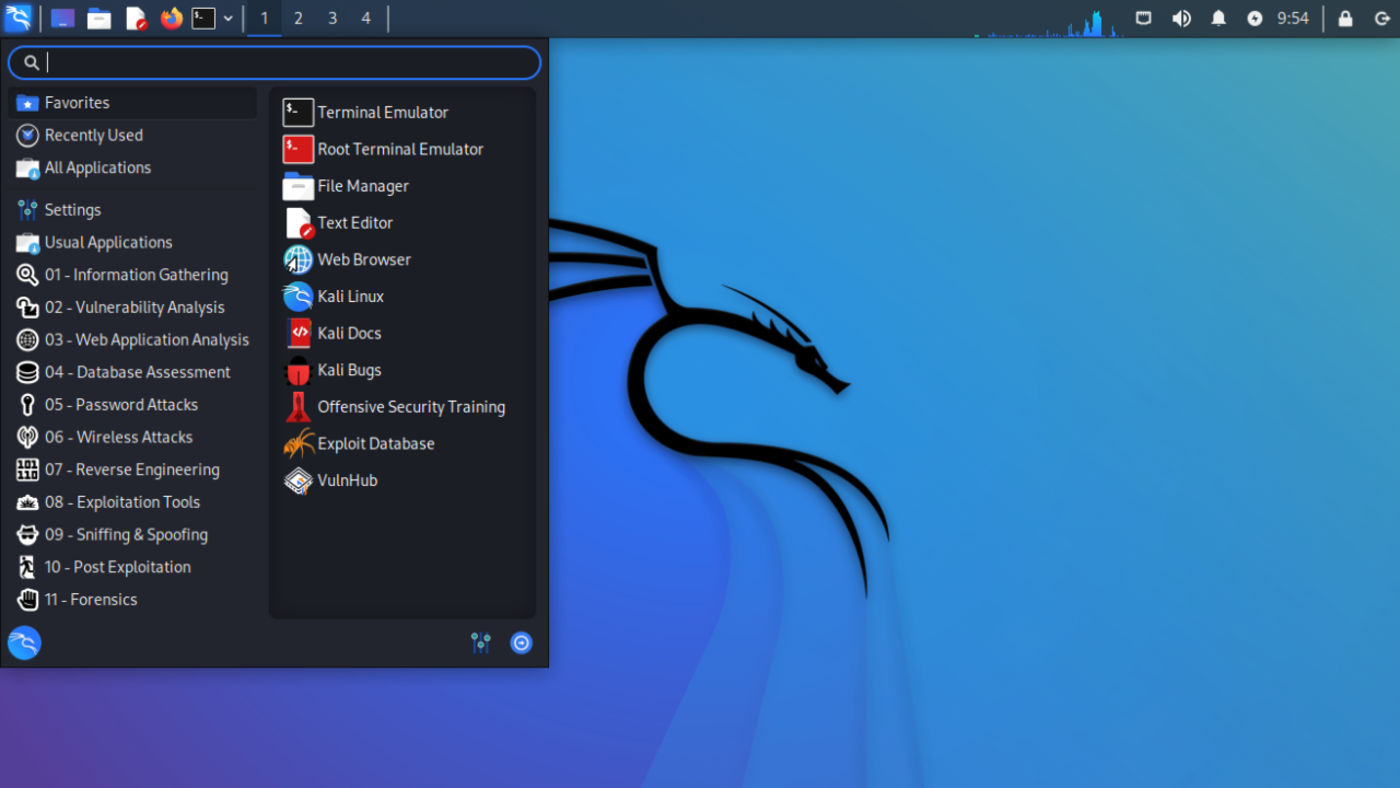 1 2 3 4 9:54
Favorites
Recently Used
All Applications
Settings
Usual Applications
01 - Information Gathering
02 - Vulnerability Analysis
03 - Web Application Analysis
04 - Database Assessment
05 - Password Attacks
06 - Wireless Attacks
07 - Reverse Engineering
08 - Exploitation Tools
09 - Sniffing & Spoofing
10 - Post Exploitation
11 - Forensics
Terminal Emulator
Root Terminal Emulator
File Manager
Text Editor
Web Browser
Kali Linux
Kali Docs
Kali Bugs
Offensive Security Training
Exploit Database
VulnHub